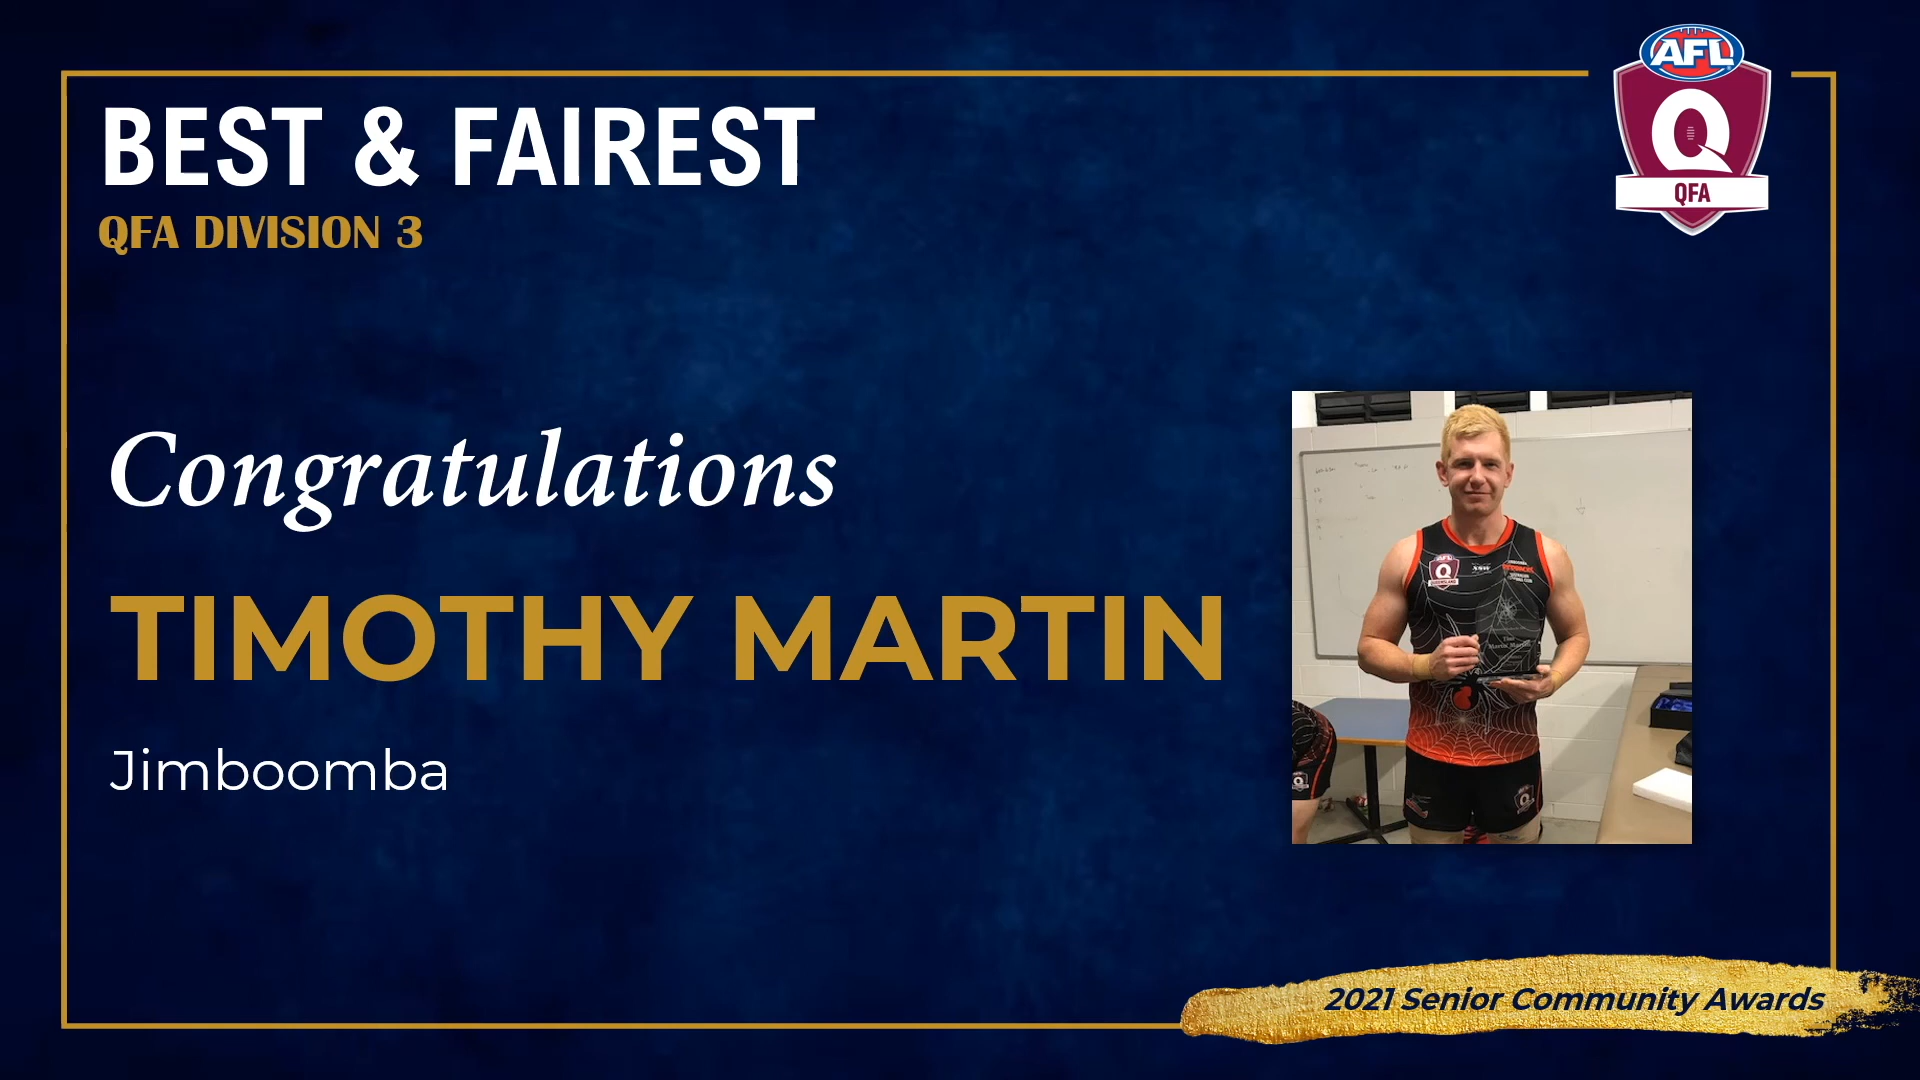 AFL
Q
QFA
BEST & FAIREST
QFA DIVISION 3
Congratulations
TIMOTHY MARTIN
Jimboomba
2021 Senior Community Awards